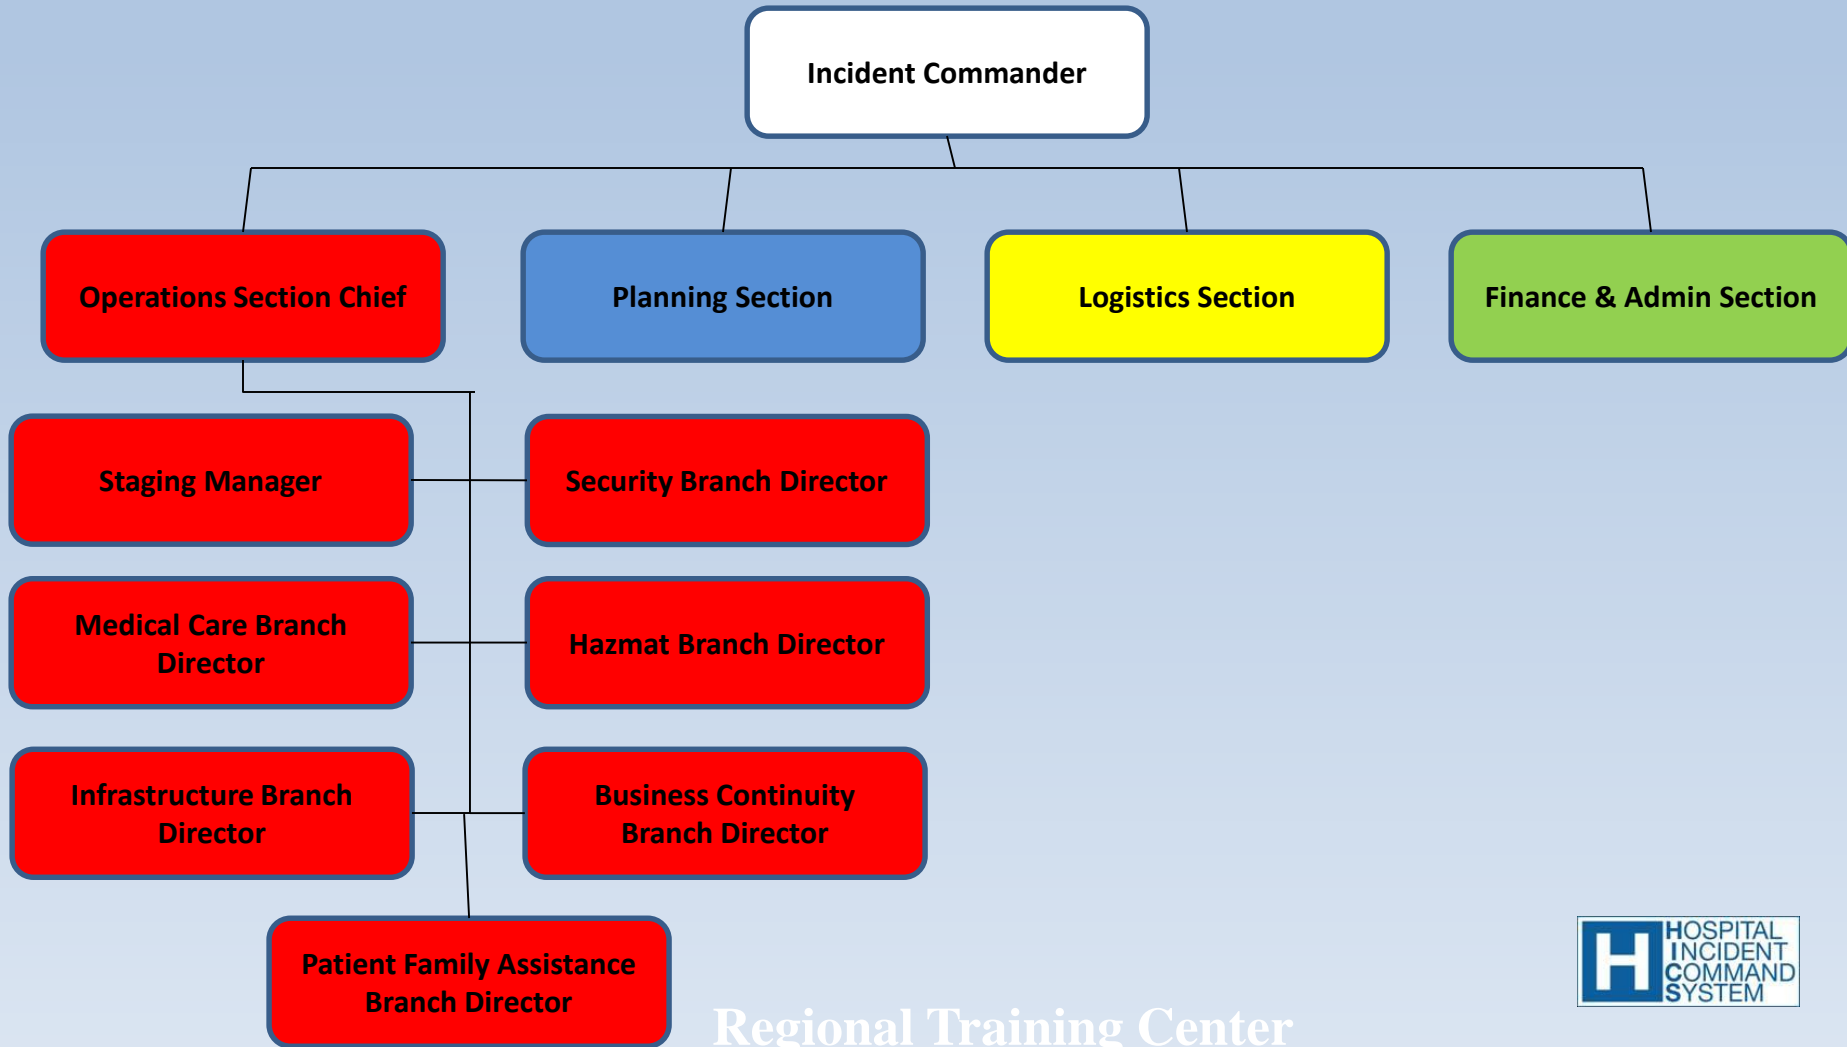 Incident Commander
Operations Section Chief
Planning Section
Logistics Section
Finance & Admin Section
Staging Manager
Security Branch Director
Medical Care Branch
Director
Hazmat Branch Director
Infrastructure Branch
Director
Business Continuity
Branch Director
Patient Family Assistance
Branch Director
H
HOSPITAL
INCIDENT
COMMAND
SYSTEM
Regional Training Center